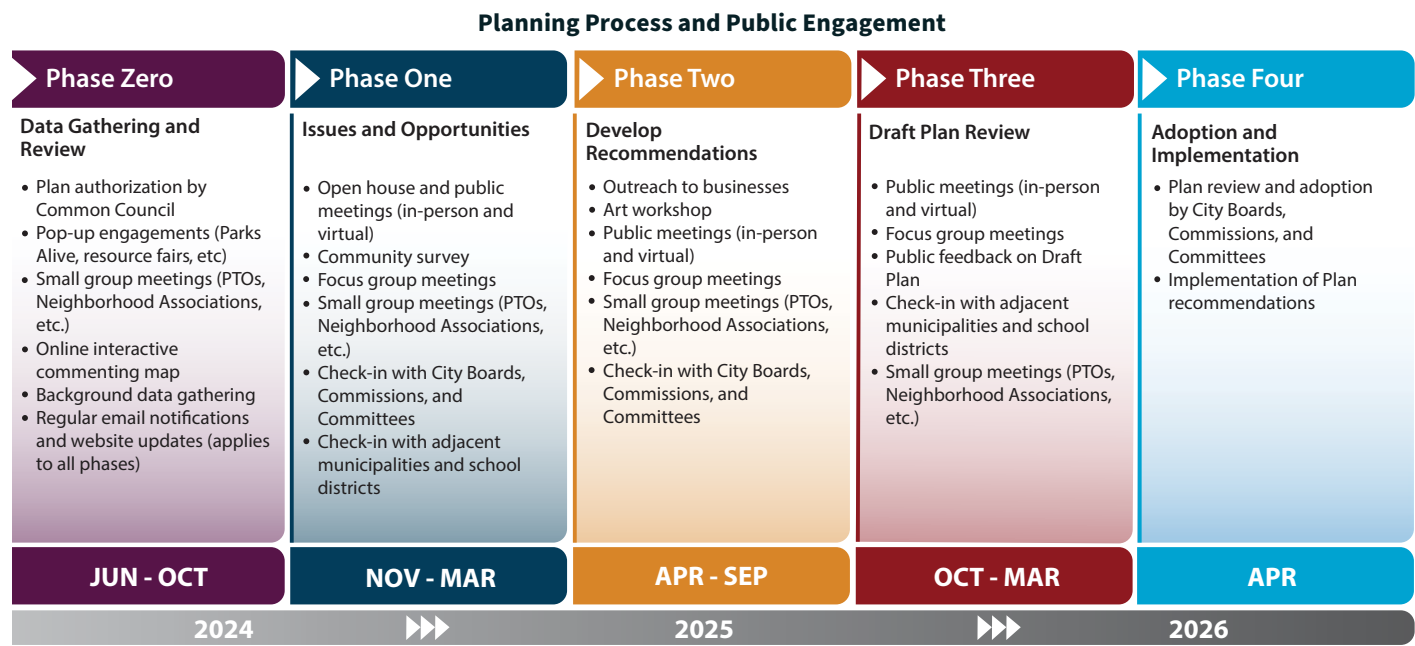 Planning Process and Public Engagement
Phase Zero
Data Gathering and
Review
• Plan authorization by
Common Council
• Pop-up engagements (Parks
Alive, resource fairs, etc)
• Small group meetings (PTOs,
Neighborhood Associations,
etc.)
• Online interactive
commenting map
• Background data gathering
• Regular email notifications
and website updates (applies
to all phases)
JUN - OCT
Phase One
Issues and Opportunities
• Open house and public
meetings (in-person and
virtual)
• Community survey
• Focus group meetings
• Small group meetings (PTOs,
Neighborhood Associations,
etc.)
• Check-in with City Boards,
Commissions, and
Committees
• Check-in with adjacent
municipalities and school
districts
NOV - MAR
Phase Two
Develop
Recommendations
• Outreach to businesses
• Art workshop
• Public meetings (in-person
and virtual)
• Focus group meetings
• Small group meetings (PTOs,
Neighborhood Associations,
etc.)
• Check-in with City Boards,
Commissions, and
Committees
APR - SEP
Phase Three
Draft Plan Review
• Public meetings (in-person
and virtual)
• Focus group meetings
• Public feedback on Draft
Plan
• Check-in with adjacent
municipalities and school
districts
• Small group meetings (PTOs,
Neighborhood Associations,
etc.)
OCT - MAR
Phase Four
Adoption and
Implementation
• Plan review and adoption
by City Boards,
Commissions, and
Committees
• Implementation of Plan
recommendations
APR
2024
2025
2026